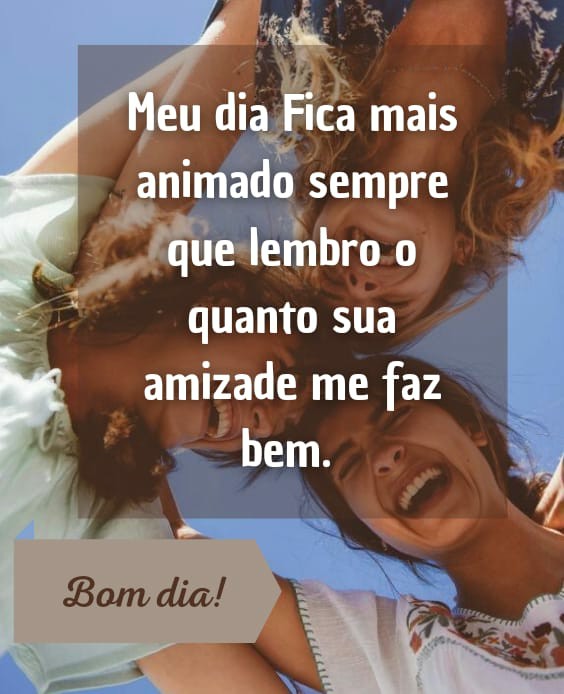 Meu dia Fica mais
animado sempre
que lembro o
quanto sua
amizade me faz
bem.
Bom dia!